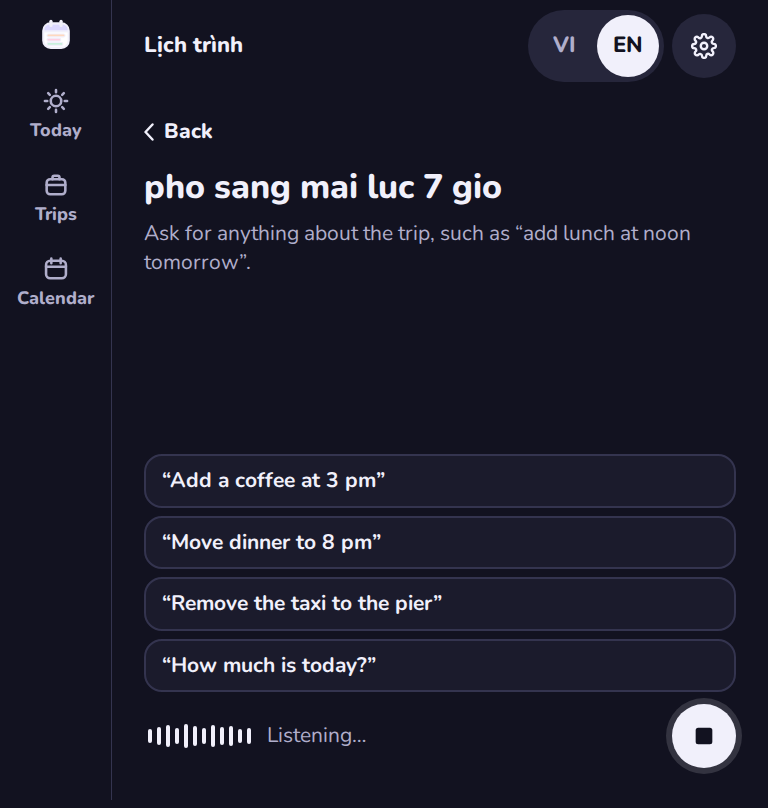 Lịch trình
VI
EN
Today
Trips
Calendar
Back
pho sang mai luc 7 gio
Ask for anything about the trip, such as “add lunch at noon
tomorrow”.
“Add a coffee at 3 pm”
“Move dinner to 8 pm”
“Remove the taxi to the pier”
“How much is today?”
Listening...